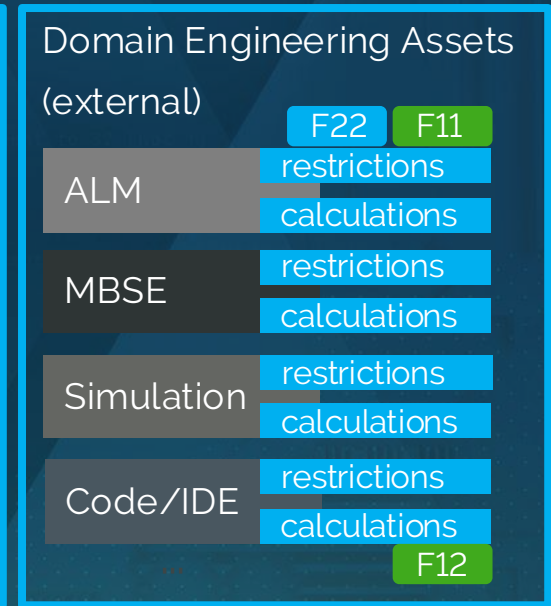 Domain Engineering Assets
(external)
F22 F11
restrictions
ALM
calculations
restrictions
MBSE
calculations
restrictions
Simulation
calculations
restrictions
Code/IDE
calculations
F12